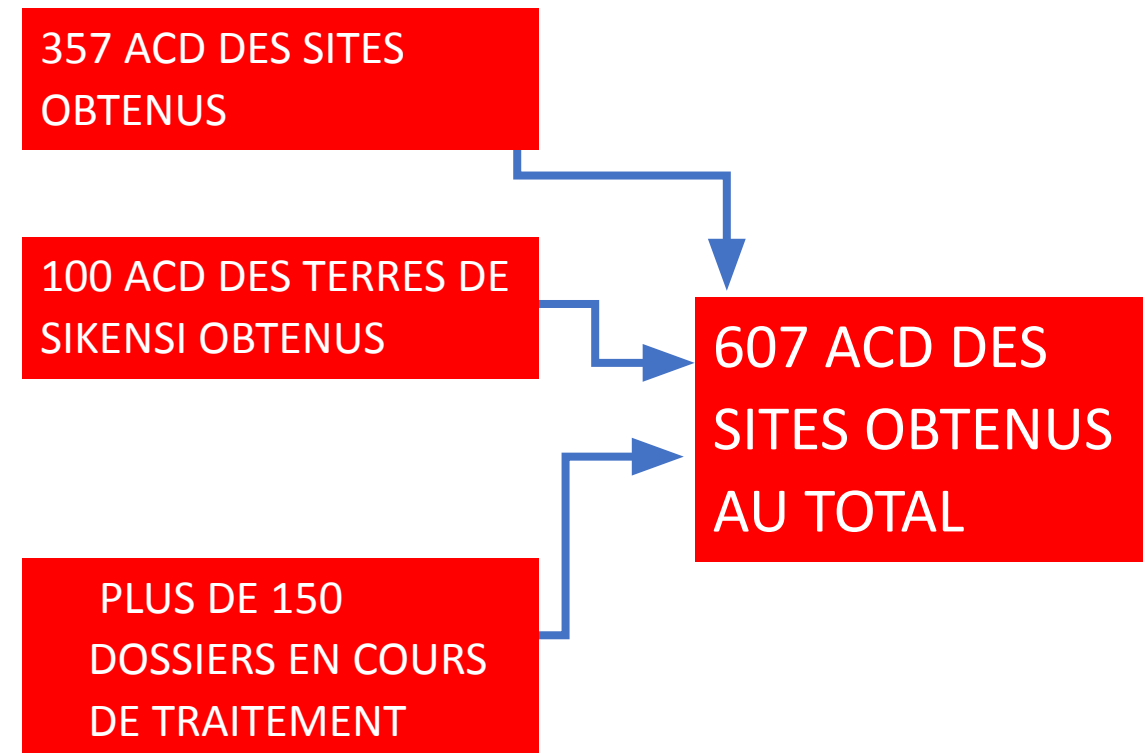 357 ACD DES SITES
OBTENUS
100 ACD DES TERRES DE
SIKENSI OBTENUS
607 ACD DES
SITES OBTENUS
AU TOTAL
PLUS DE 150
DOSSIERS EN COURS
DE TRAITEMENT